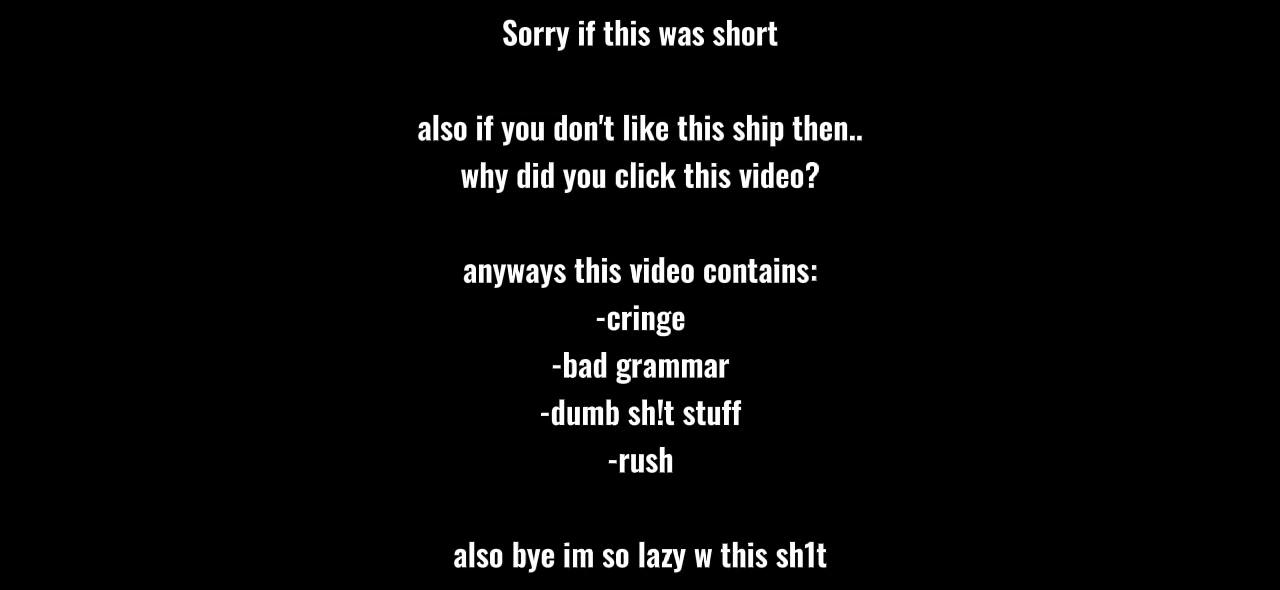 Sorry if this was short
also if you don't like this ship then..
why did you click this video?
anyways this video contains:
-cringe
-bad grammar
-dumb sh!t stuff
-rush
also bye im so lazy w this sh1t